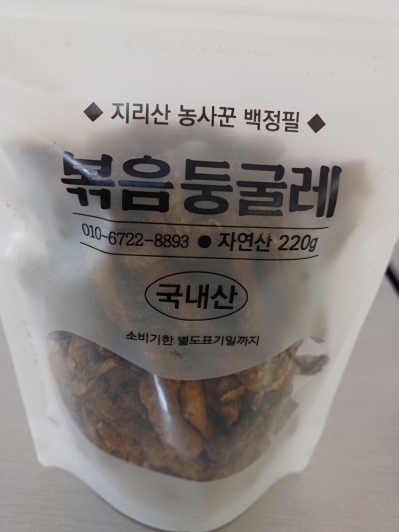 ◆ 지리산 농사꾼 백정필 ◆
볶음둥굴레
010-6722-8893 ● 자연산 220g
국내산
소비기한 별도표기일까지